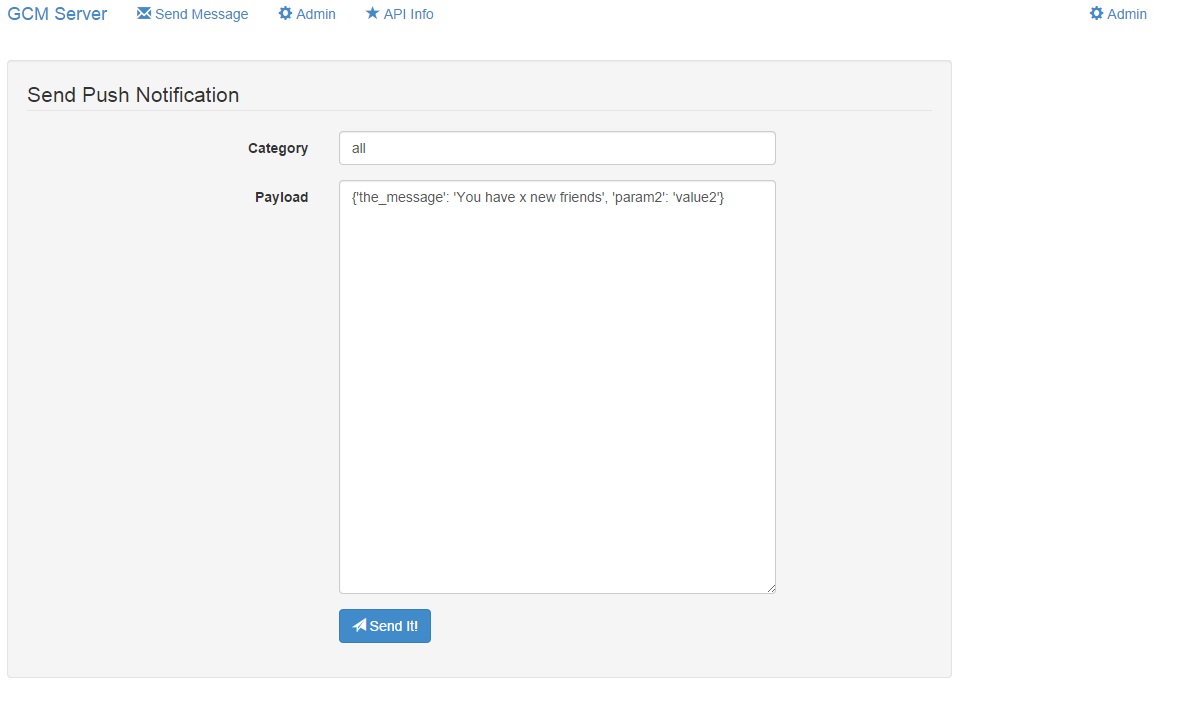 GCM Server Send Message Admin API Info Admin
Send Push Notification
Category all
Payload {'the_message': 'You have x new friends', 'param2': 'value2'}
Send It!